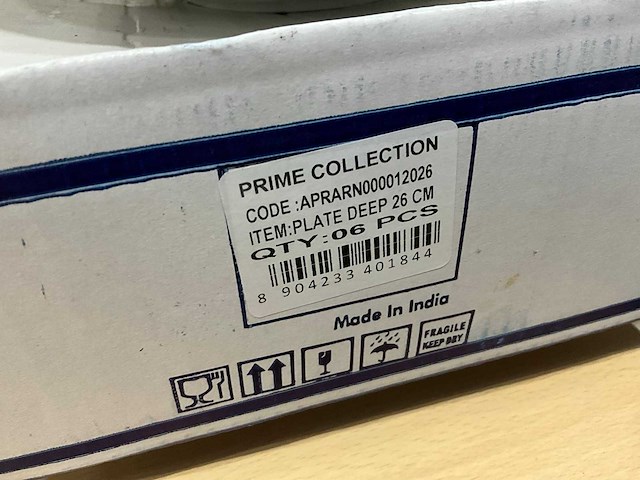 PRIME COLLECTION
CODE :APRARN000012026
ITEM:PLATE DEEP 26 CM
QTY:06 PCS
8 904233 401844
Made In India
FRAGILE
KEEP DRY